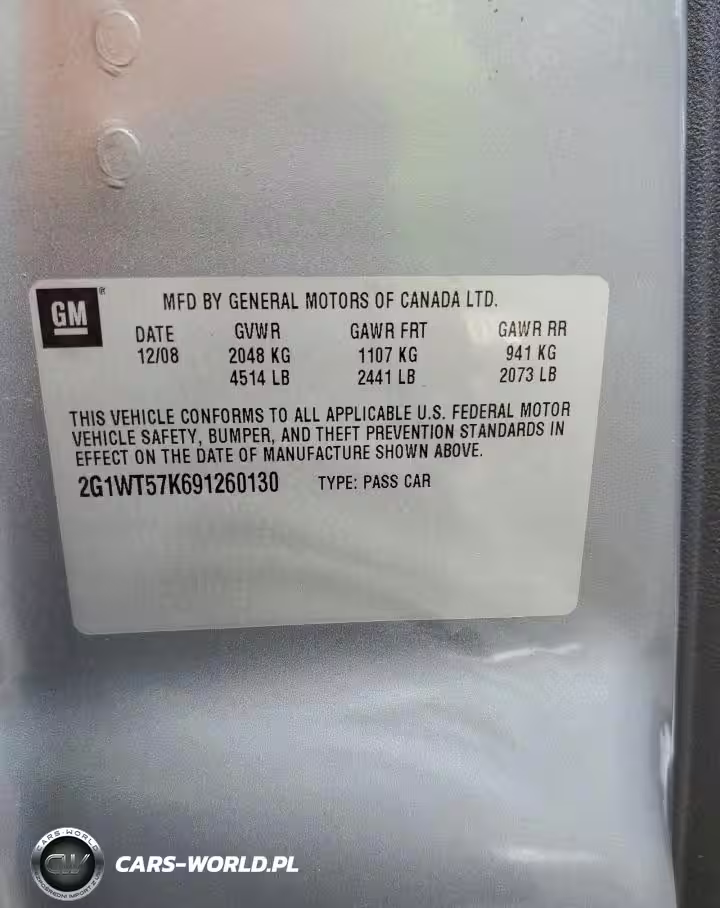 GM®
MFD BY GENERAL MOTORS OF CANADA LTD.
DATE GVWR GAWR FRT GAWR RR
12/08 2048 KG 1107 KG 941 KG
4514 LB 2441 LB 2073 LB
THIS VEHICLE CONFORMS TO ALL APPLICABLE U.S. FEDERAL MOTOR
VEHICLE SAFETY, BUMPER, AND THEFT PREVENTION STANDARDS IN
EFFECT ON THE DATE OF MANUFACTURE SHOWN ABOVE.
2G1WT57K691260130 TYPE: PASS CAR
CARS-WORLD
CW
CARS-WORLD.PL